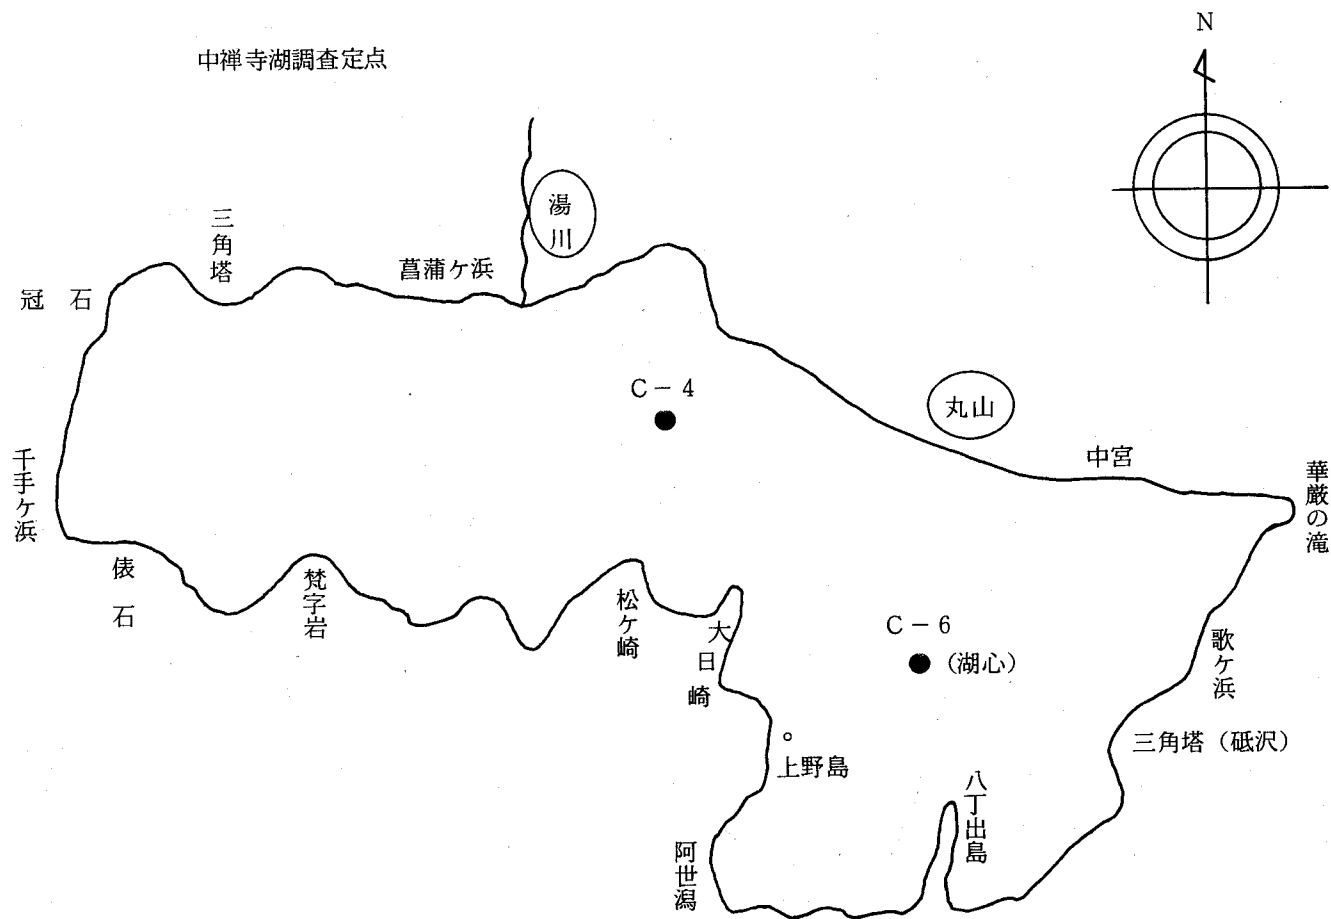 N
中禅寺湖調査定点
湯川
三角塔
菖蒲ケ浜
冠石
C-4
丸山
中宮
華厳の滝
千手ケ浜
俵石
梵字岩
松ケ崎
大日崎
C-6
(湖心)
歌ケ浜
三角塔(砥沢)
上野島
八丁出島
阿世潟